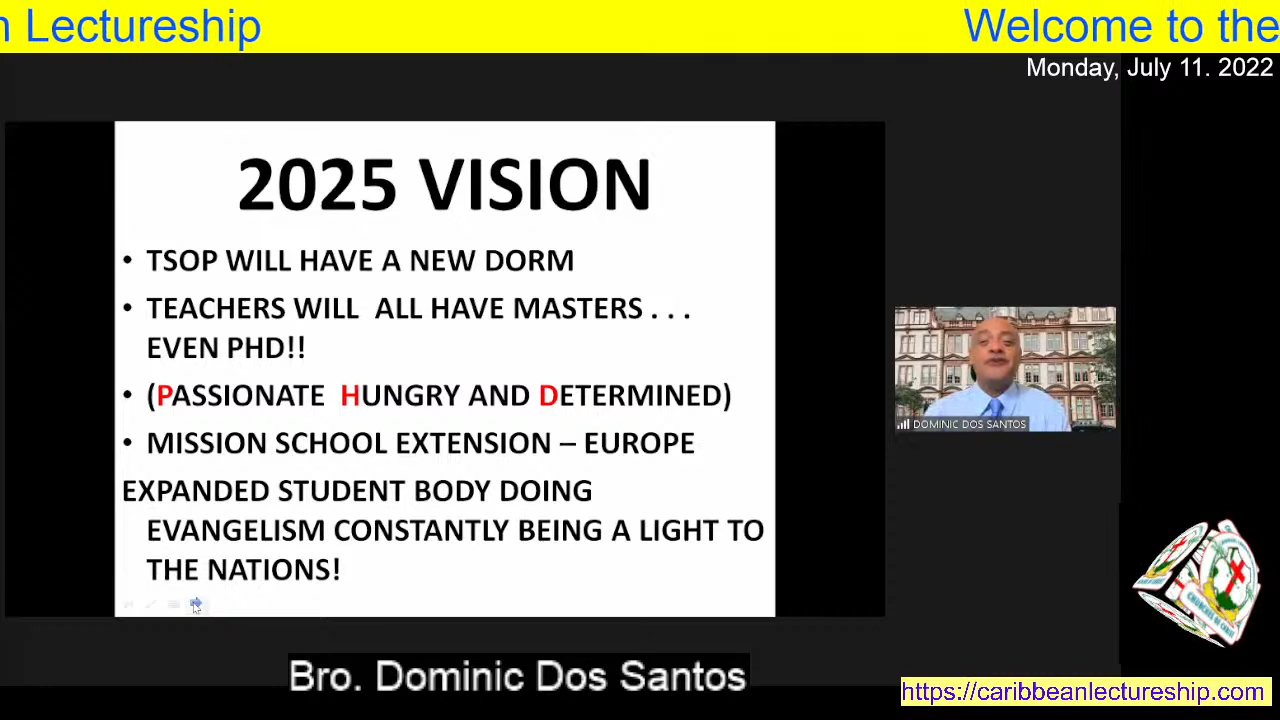 n Lectureship
Welcome to the
Monday, July 11. 2022
2025 VISION
• TSOP WILL HAVE A NEW DORM
• TEACHERS WILL ALL HAVE MASTERS . . .
EVEN PHD!!
• (PASSIONATE HUNGRY AND DETERMINED)
• MISSION SCHOOL EXTENSION – EUROPE
EXPANDED STUDENT BODY DOING
EVANGELISM CONSTANTLY BEING A LIGHT TO
THE NATIONS!
DOMINIC DOS SANTOS
Bro. Dominic Dos Santos
https://caribbeanlectureship.com